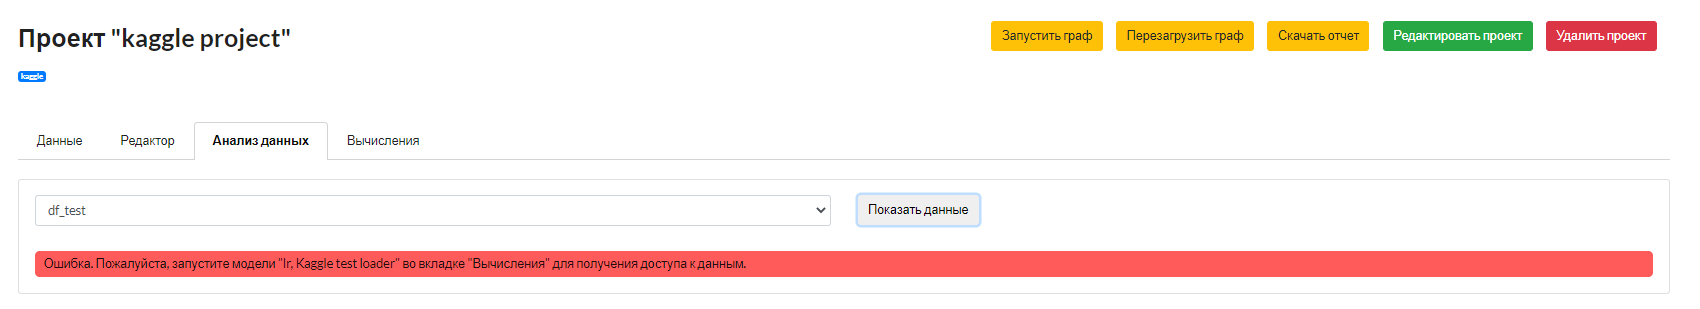 Проект "kaggle project"
Запустить граф Перезагрузить граф Скачать отчет Редактировать проект Удалить проект
kaggle
Данные Редактор Анализ данных Вычисления
df_test Показать данные
Ошибка. Пожалуйста, запустите модели "lr, Kaggle test loader" во вкладке "Вычисления" для получения доступа к данным.